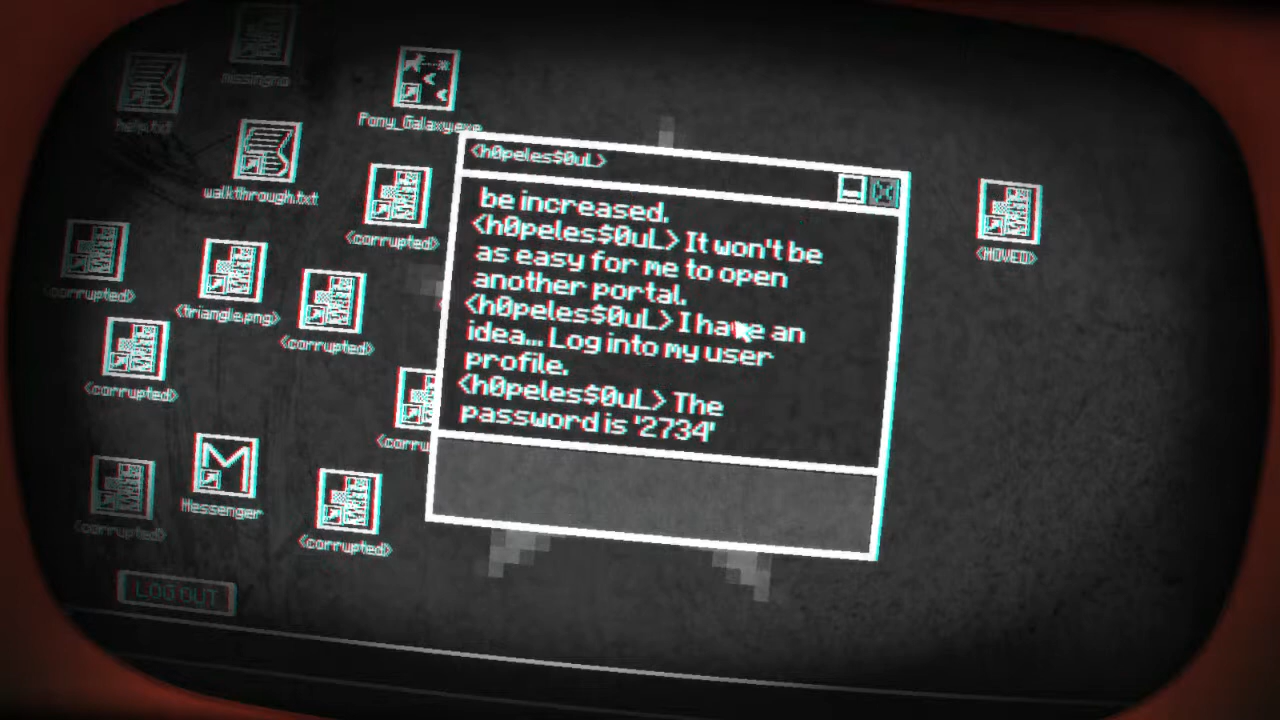 missingno
help.txt
Pony_Galaxy.exe
walkthrough.txt
<corrupted>
<corrupted>
<triangle.png>
<corrupted>
<corrupted>
<corru
Messenger
<corrupted>
<corrupted>
LOG OUT
<h0peles$0uL>
be increased.
<h0peles$0uL> It won't be
as easy for me to open
another portal.
<h0peles$0uL> I have an
idea... Log into my user
profile.
<h0peles$0uL> The
password is '2734'
<MOVED>